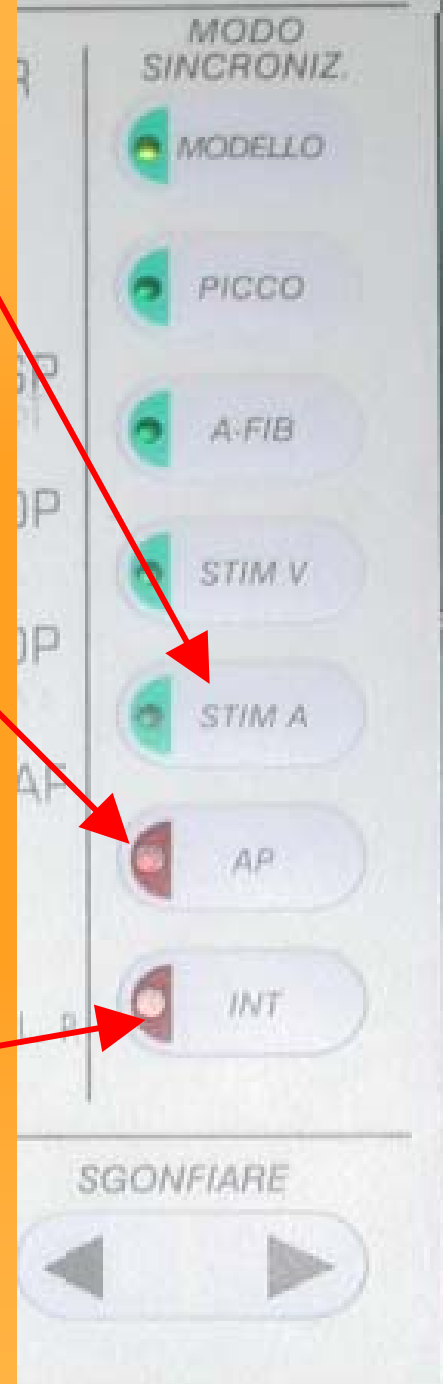 MODO
SINCRONIZ.
MODELLO
PICCO
A-FIB
STIM V
STIM A
AP
INT
SGONFIARE